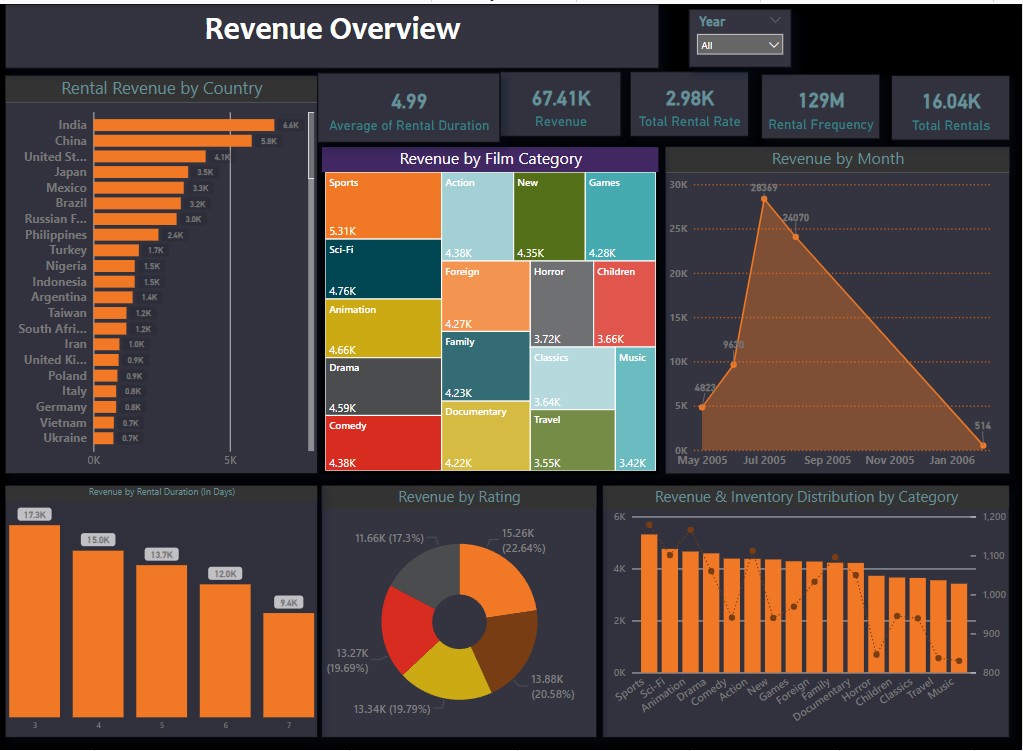 Revenue Overview
Year
All
Rental Revenue by Country
India 6.6K
China 5.8K
United St... 4.1K
Japan 3.5K
Mexico 3.3K
Brazil 3.2K
Russian F... 3.0K
Philippines 2.4K
Turkey 1.7K
Nigeria 1.5K
Indonesia 1.5K
Argentina 1.4K
Taiwan 1.2K
South Afri... 1.2K
Iran 1.0K
United Ki... 0.9K
Poland 0.9K
Italy 0.8K
Germany 0.8K
Vietnam 0.7K
Ukraine 0.7K
0K 5K
4.99
Average of Rental Duration
67.41K
Revenue
2.98K
Total Rental Rate
129M
Rental Frequency
16.04K
Total Rentals
Revenue by Film Category
Sports
5.31K
Sci-Fi
4.76K
Animation
4.66K
Drama
4.59K
Comedy
4.38K
Action
4.38K
New
4.35K
Games
4.28K
Foreign
4.27K
Family
4.23K
Documentary
4.22K
Horror
3.72K
Children
3.66K
Classics
3.64K
Travel
3.55K
Music
3.42K
Revenue by Month
30K
25K
20K
15K
10K
5K
0K
4823
9630
28369
24070
514
May 2005 Jul 2005 Sep 2005 Nov 2005 Jan 2006
Revenue by Rental Duration (In Days)
17.3K
15.0K
13.7K
12.0K
9.4K
3 4 5 6 7
Revenue by Rating
15.26K
(22.64%)
13.88K
(20.58%)
13.34K (19.79%)
13.27K
(19.69%)
11.66K (17.3%)
Revenue & Inventory Distribution by Category
6K
4K
2K
0K
1,200
1,100
1,000
900
800
Sports
Sci-Fi
Animation
Drama
Comedy
Action
New
Games
Foreign
Family
Documentary
Horror
Children
Classics
Travel
Music